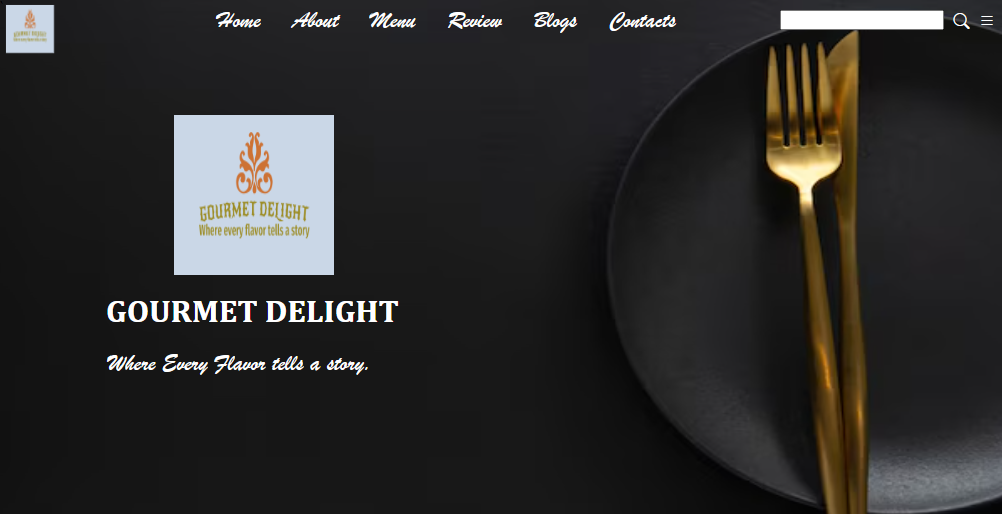 Home About Menu Review Blogs Contacts
GOURMET DELIGHT
Where every flavor tells a story
GOURMET DELIGHT
Where Every Flavor tells a story.